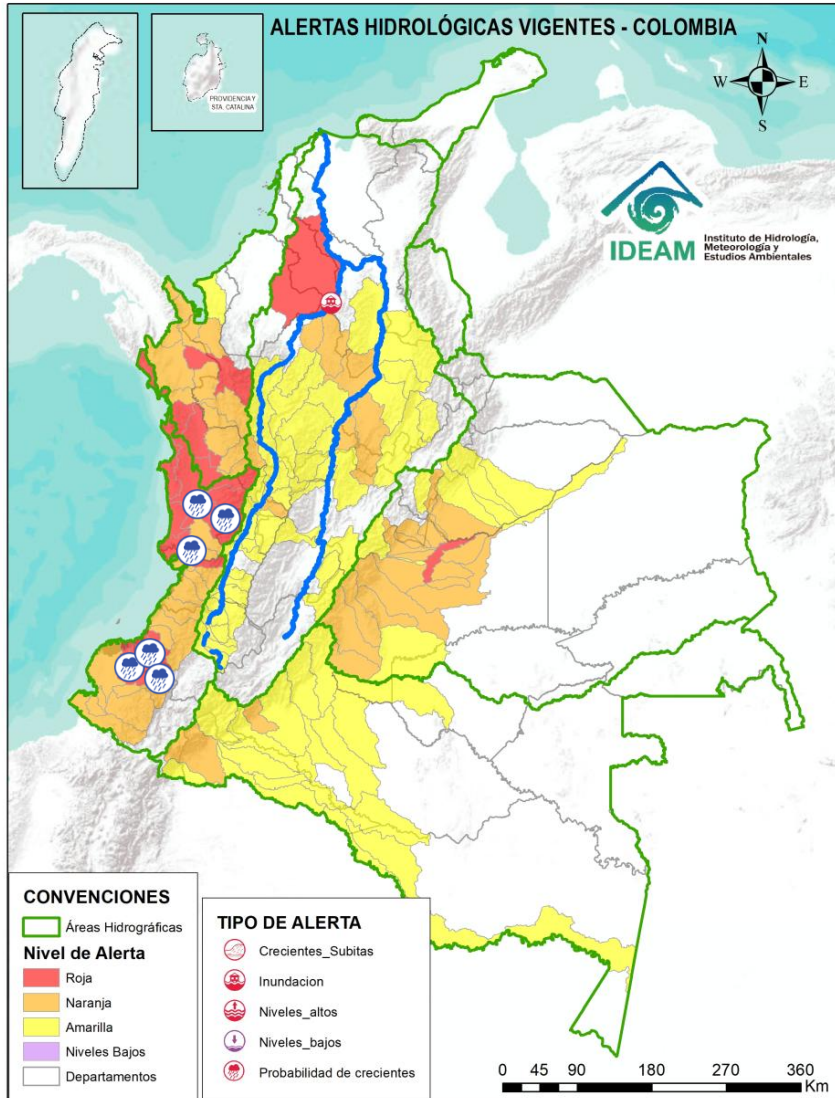 ALERTAS HIDROLÓGICAS VIGENTES - COLOMBIA
PROVIDENCIA Y
STA. CATALINA
N
W
E
S
IDEAM
Instituto de Hidrología,
Meteorología y
Estudios Ambientales
CONVENCIONES
Áreas Hidrográficas
Nivel de Alerta
Roja
Naranja
Amarilla
Niveles Bajos
Departamentos
TIPO DE ALERTA
Crecientes_Subitas
Inundacion
Niveles_altos
Niveles_bajos
Probabilidad de crecientes
0 45 90 180 270 360
Km